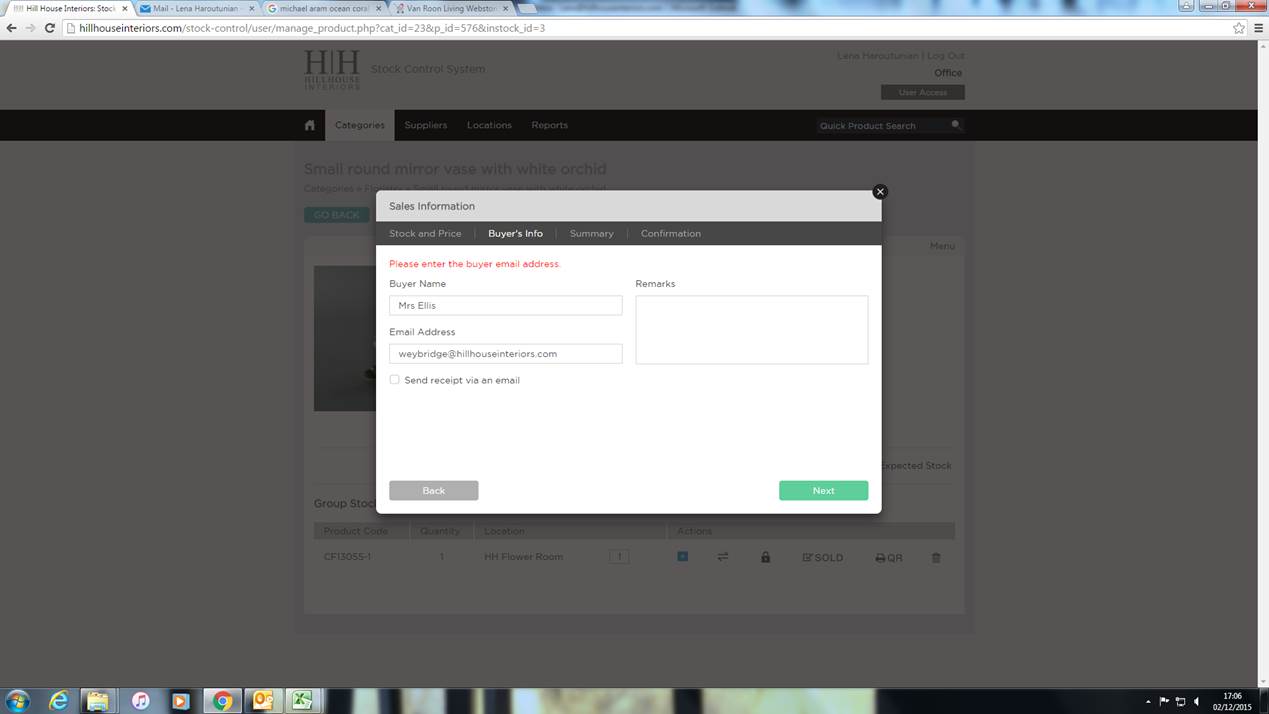 Hill House Interiors: Stock
Mail - Lena Haroutunian -
michael aram ocean coral
Van Roon Living Webstore
hillhouseinteriors.com/stock-control/user/manage_product.php?cat_id=23&p_id=576&instock_id=3
H|H
HILLHOUSE
INTERIORS
Stock Control System
Lena Haroutunian | Log Out
Office
User Access
Categories Suppliers Locations Reports
Quick Product Search
Small round mirror vase with white orchid
Categories » Floristry » Small round mirror vase with white orchid
GO BACK
Menu
Sales Information
Stock and Price Buyer's Info Summary Confirmation
Please enter the buyer email address.
Buyer Name
Mrs Ellis
Email Address
weybridge@hillhouseinteriors.com
Send receipt via an email
Remarks
Back
Next
Expected Stock
Group Stock
Product Code Quantity Location Actions
CF13055-1 1 HH Flower Room 1 SOLD QR
17:06
02/12/2015